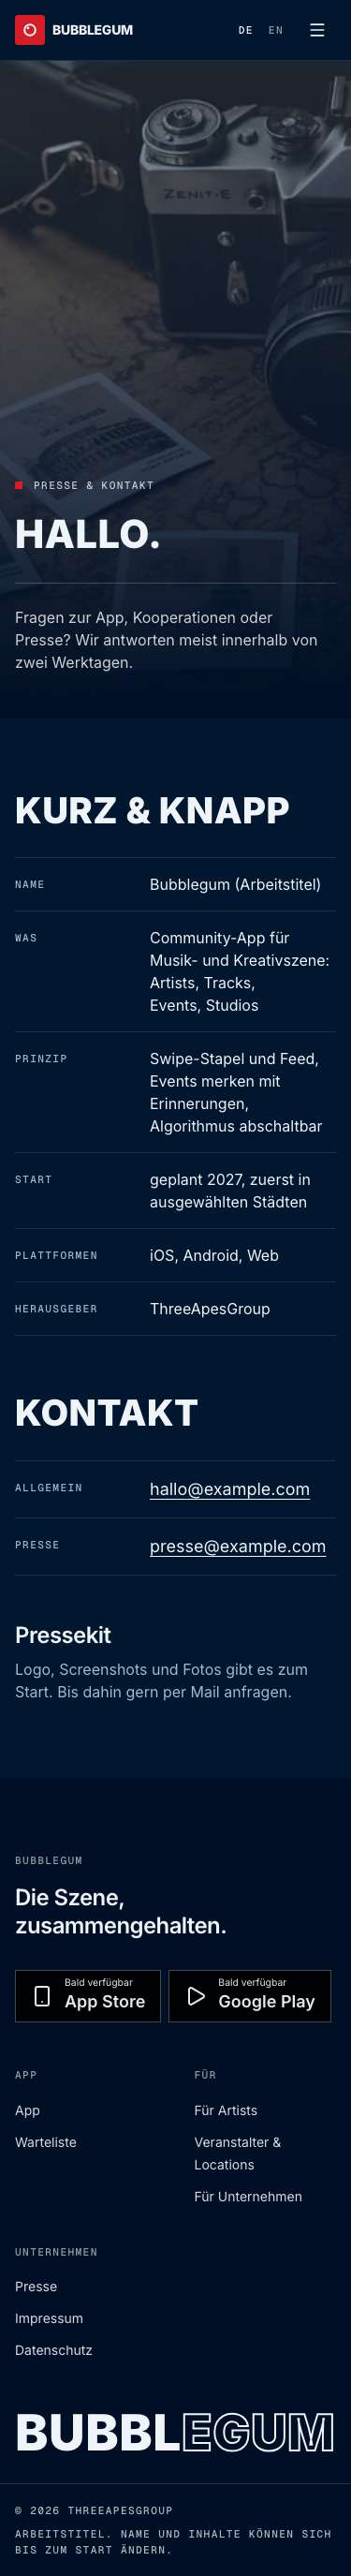 BUBBLEGUM
DE EN
ZENIT-E
PRESSE & KONTAKT
HALLO.
Fragen zur App, Kooperationen oder
Presse? Wir antworten meist innerhalb von
zwei Werktagen.
KURZ & KNAPP
NAME
Bubblegum (Arbeitstitel)
WAS
Community-App für
Musik- und Kreativszene:
Artists, Tracks,
Events, Studios
PRINZIP
Swipe-Stapel und Feed,
Events merken mit
Erinnerungen,
Algorithmus abschaltbar
START
geplant 2027, zuerst in
ausgewählten Städten
PLATTFORMEN
iOS, Android, Web
HERAUSGEBER
ThreeApesGroup
KONTAKT
ALLGEMEIN
hallo@example.com
PRESSE
presse@example.com
Pressekit
Logo, Screenshots und Fotos gibt es zum
Start. Bis dahin gern per Mail anfragen.
BUBBLEGUM
Die Szene,
zusammengehalten.
Bald verfügbar
App Store
Bald verfügbar
Google Play
APP
App
Warteliste
FÜR
Für Artists
Veranstalter &
Locations
Für Unternehmen
UNTERNEHMEN
Presse
Impressum
Datenschutz
BUBBLEGUM
© 2026 THREEAPESGROUP
ARBEITSTITEL. NAME UND INHALTE KÖNNEN SICH
BIS ZUM START ÄNDERN.